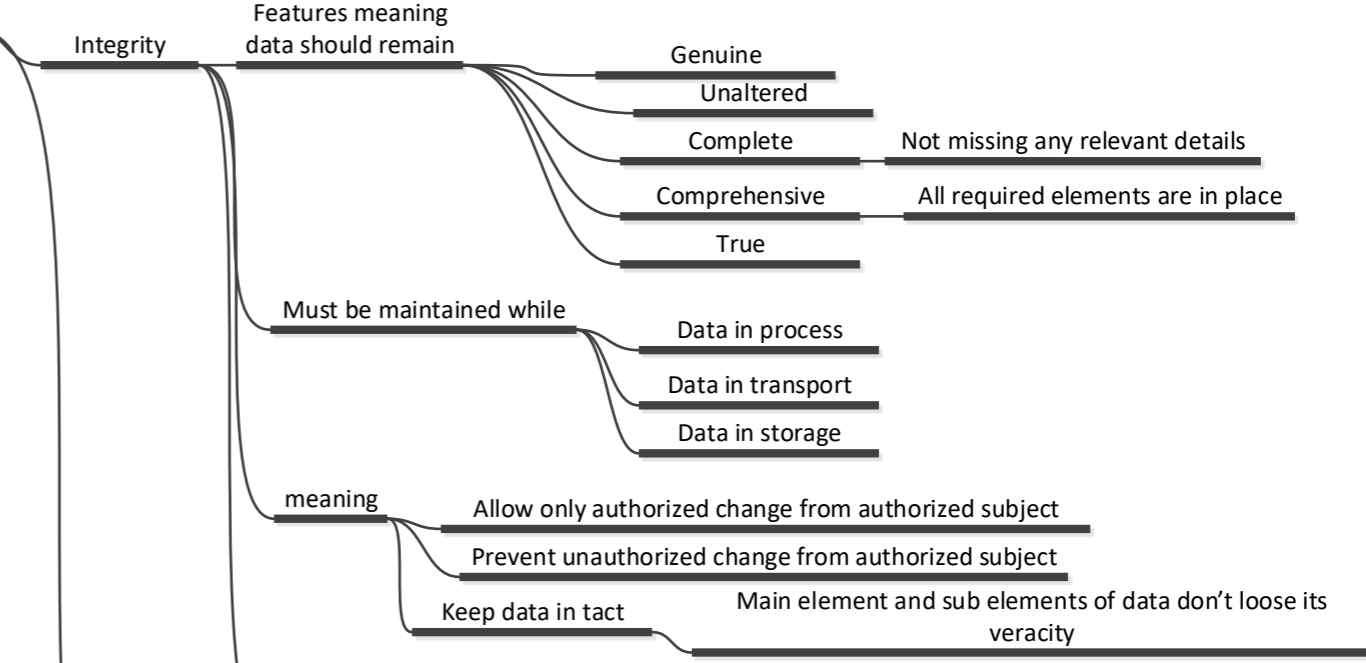 Integrity
Features meaning
data should remain
Genuine
Unaltered
Complete
Not missing any relevant details
Comprehensive
All required elements are in place
True
Must be maintained while
Data in process
Data in transport
Data in storage
meaning
Allow only authorized change from authorized subject
Prevent unauthorized change from authorized subject
Keep data in tact
Main element and sub elements of data don’t loose its
veracity